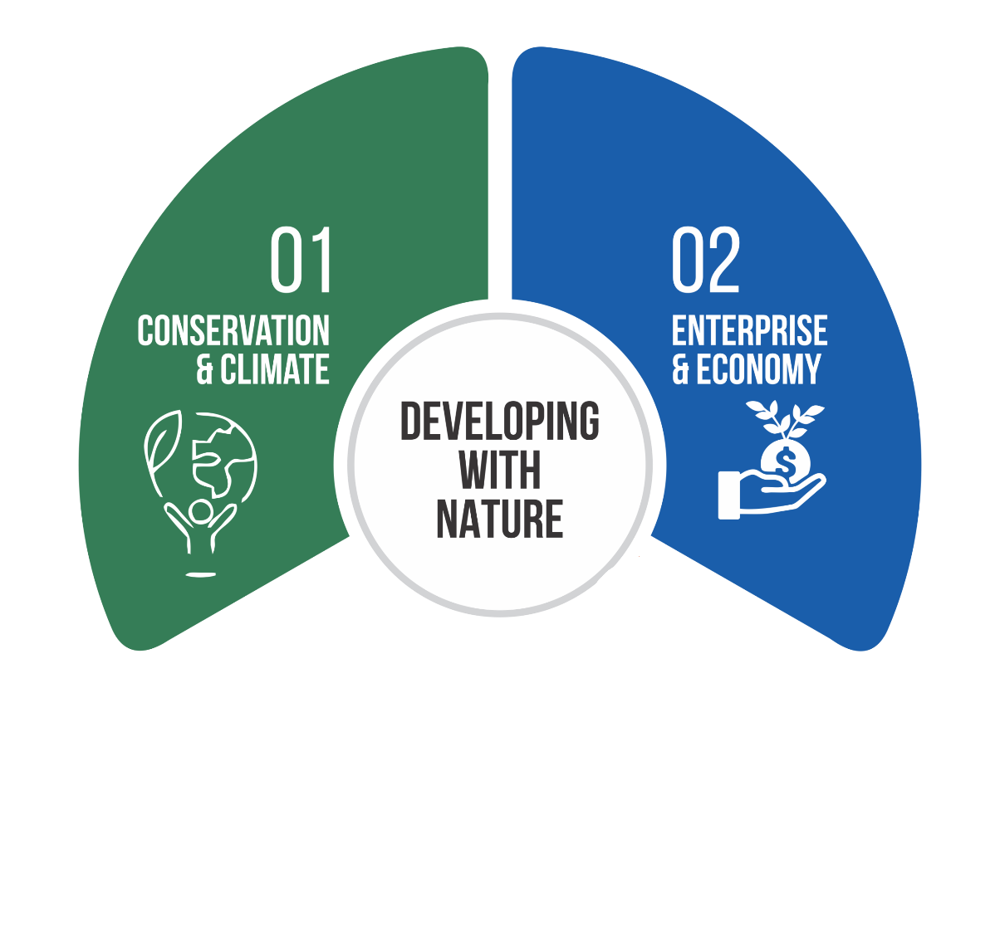 01
CONSERVATION
& CLIMATE
02
ENTERPRISE
& ECONOMY
$
DEVELOPING
WITH
NATURE